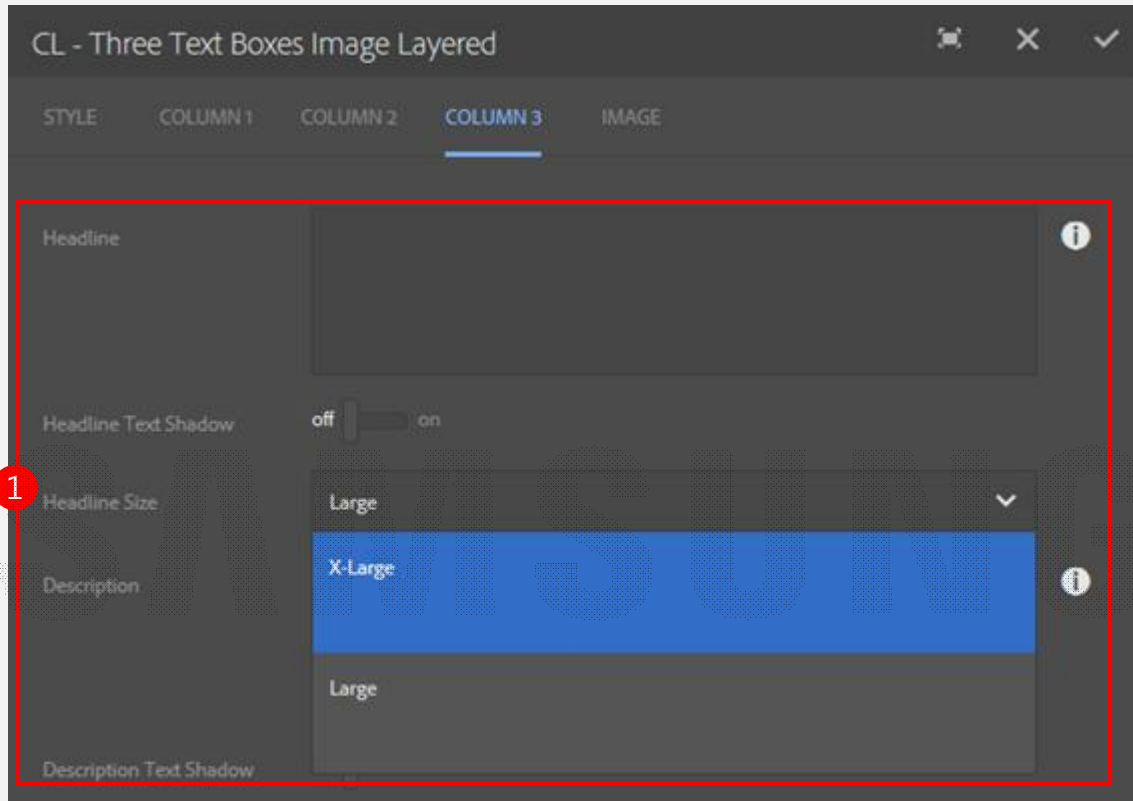 CL - Three Text Boxes Image Layered
STYLE COLUMN 1 COLUMN 2 COLUMN 3 IMAGE
Headline
Headline Text Shadow off on
1
Headline Size Large
X-Large
Description
Large
Description Text Shadow
SAMSUNG